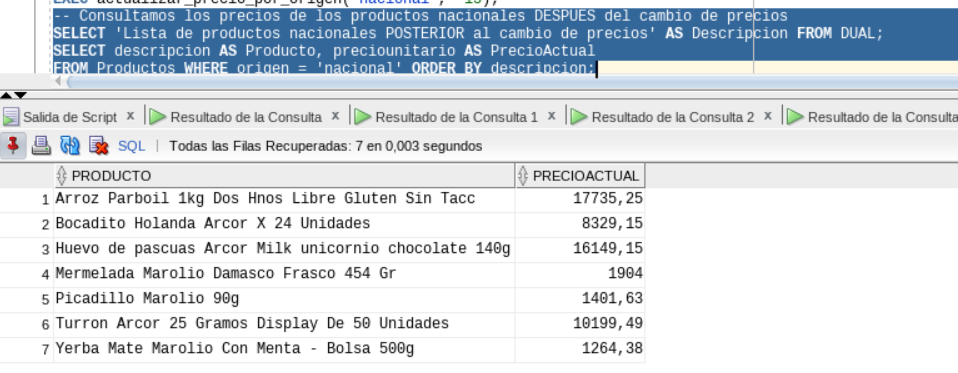 EXEC actualizar_precio_por_origen('nacional', -15);
-- Consultamos los precios de los productos nacionales DESPUES del cambio de precios
SELECT 'Lista de productos nacionales POSTERIOR al cambio de precios' AS Descripcion FROM DUAL;
SELECT descripcion AS Producto, preciounitario AS PrecioActual
FROM Productos WHERE origen = 'nacional' ORDER BY descripcion;
Salida de Script x Resultado de la Consulta x Resultado de la Consulta 1 x Resultado de la Consulta 2 x Resultado de la Consulta
SQL | Todas las Filas Recuperadas: 7 en 0,003 segundos
PRODUCTO PRECIOACTUAL
1 Arroz Parboil 1kg Dos Hnos Libre Gluten Sin Tacc 17735,25
2 Bocadito Holanda Arcor X 24 Unidades 8329,15
3 Huevo de pascuas Arcor Milk unicornio chocolate 140g 16149,15
4 Mermelada Marolio Damasco Frasco 454 Gr 1904
5 Picadillo Marolio 90g 1401,63
6 Turron Arcor 25 Gramos Display De 50 Unidades 10199,49
7 Yerba Mate Marolio Con Menta - Bolsa 500g 1264,38